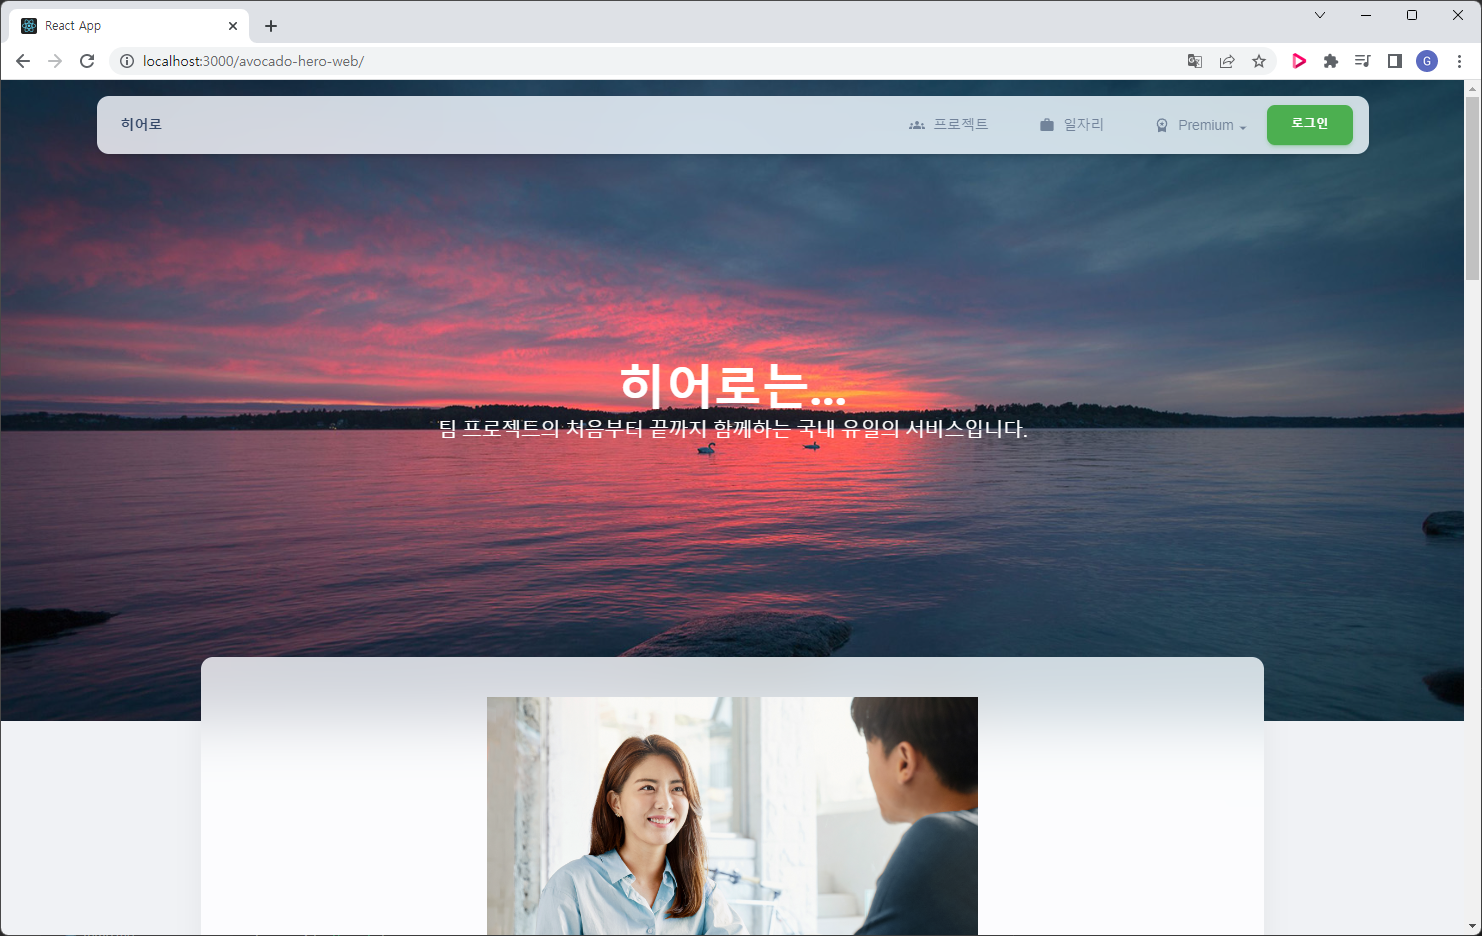 React App
localhost:3000/avocado-hero-web/
G
히어로
프로젝트
일자리
Premium
로그인
히어로는...
팀 프로젝트의 처음부터 끝까지 함께하는 국내 유일의 서비스입니다.